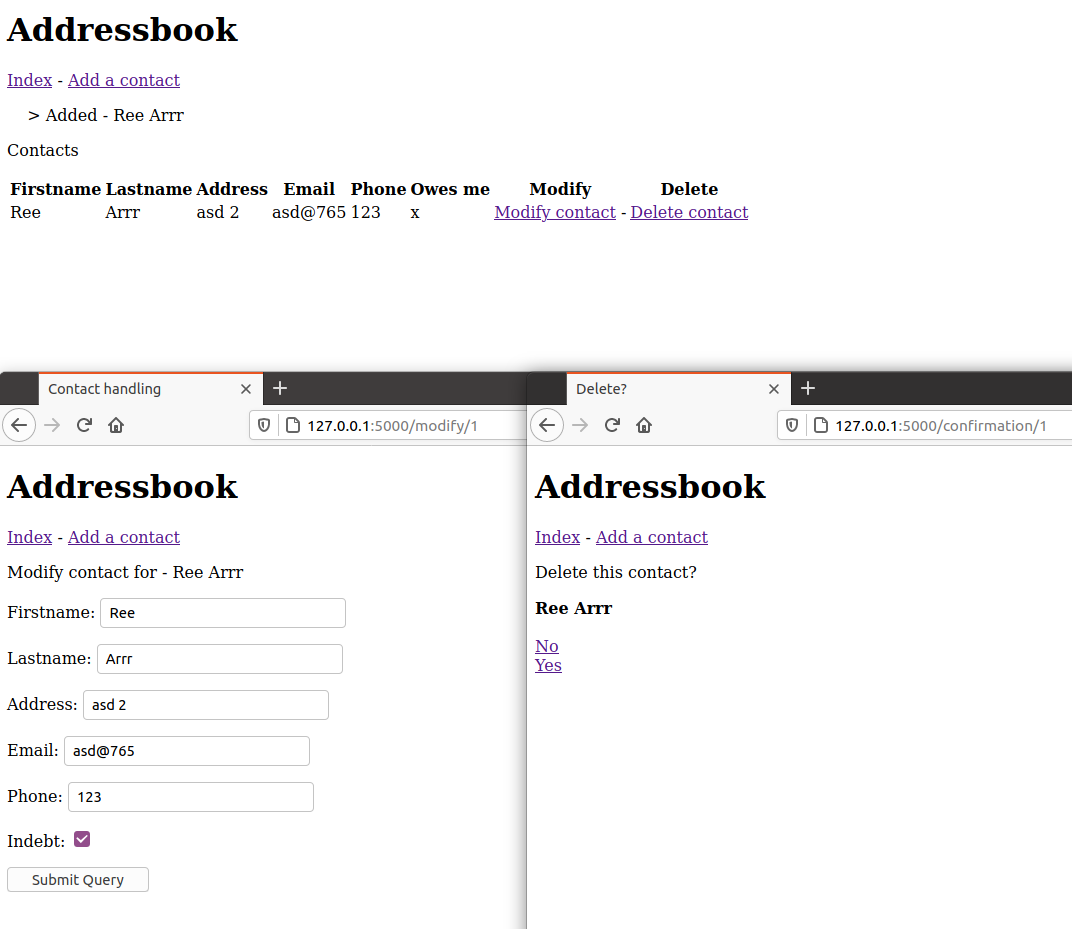 Addressbook
Index - Add a contact
> Added - Ree Arrr
Contacts
Firstname Lastname Address Email Phone Owes me Modify Delete
Ree Arrr asd 2 asd@765 123 x Modify contact - Delete contact
Contact handling
127.0.0.1:5000/modify/1
Addressbook
Index - Add a contact
Modify contact for - Ree Arrr
Firstname: Ree
Lastname: Arrr
Address: asd 2
Email: asd@765
Phone: 123
Indebt:
Submit Query
Delete?
127.0.0.1:5000/confirmation/1
Addressbook
Index - Add a contact
Delete this contact?
Ree Arrr
No
Yes